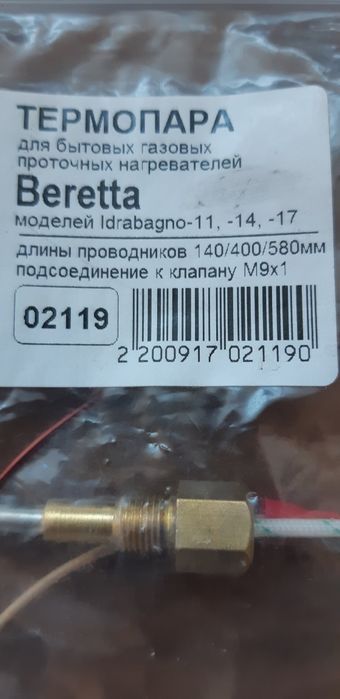 ТЕРМОПАРА
для бытовых газовых
проточных нагревателей
Beretta
моделей Idrabagno-11, -14, -17
длины проводников 140/400/580мм
подсоединение к клапану М9х1
02119
2 200917 021190